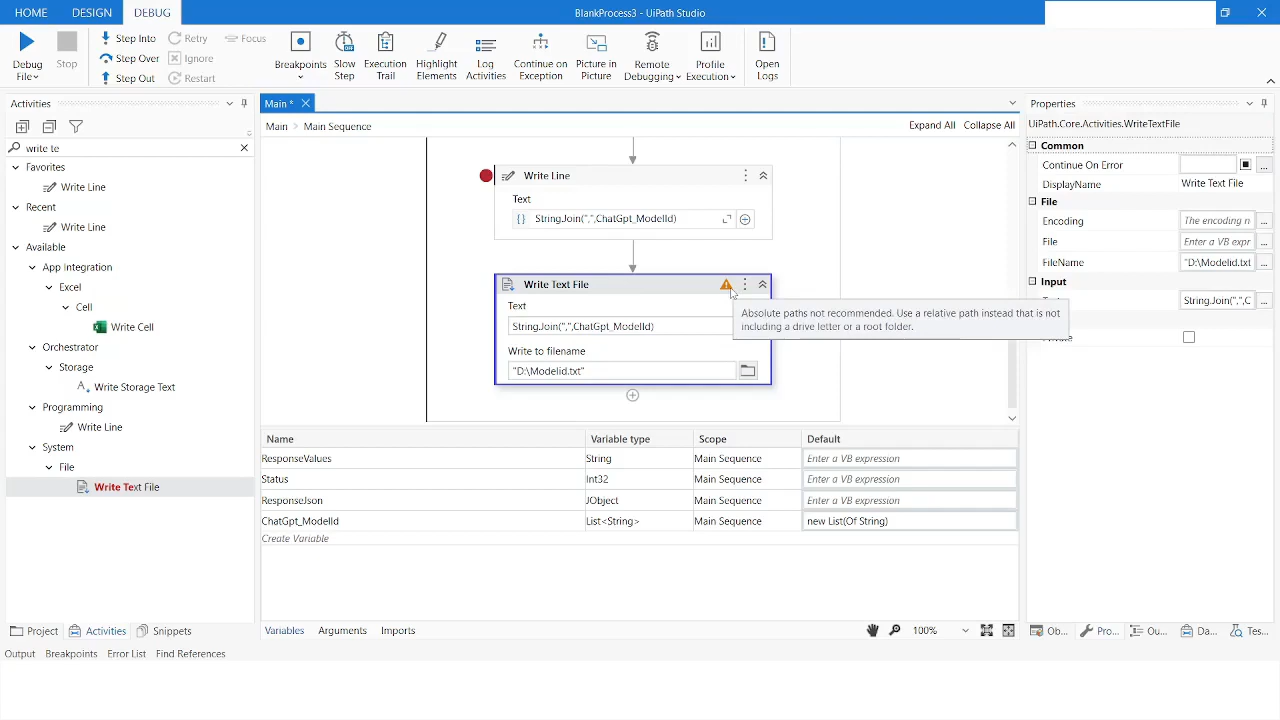 HOME DESIGN DEBUG BlankProcess3 - UiPath Studio
Debug File
Stop
Step Into
Step Over
Step Out
Retry
Ignore
Restart
Focus
Breakpoints
Slow Step
Execution Trail
Highlight Elements
Log Activities
Continue on Exception
Picture in Picture
Remote Debugging
Profile Execution
Open Logs
Activities
write te
Favorites
Write Line
Recent
Write Line
Available
App Integration
Excel
Cell
Write Cell
Orchestrator
Storage
Write Storage Text
Programming
Write Line
System
File
Write Text File
Project Activities Snippets
Main *
Main > Main Sequence Expand All Collapse All
Write Line
Text
{} String.Join(",",ChatGpt_ModelId)
Write Text File
Text
String.Join(",",ChatGpt_ModelId)
Write to filename
"D:\Modelid.txt"
Absolute paths not recommended. Use a relative path instead that is not
including a drive letter or a root folder.
Name Variable type Scope Default
ResponseValues String Main Sequence Enter a VB expression
Status Int32 Main Sequence Enter a VB expression
ResponseJson JObject Main Sequence Enter a VB expression
ChatGpt_ModelId List<String> Main Sequence new List(Of String)
Create Variable
Variables Arguments Imports 100%
Properties
UiPath.Core.Activities.WriteTextFile
Common
Continue On Error ...
DisplayName Write Text File
File
Encoding The encoding n ...
File Enter a VB expr ...
FileName "D:\Modelid.txt ...
Input
String.Join(",",C ...
Ob... Pro... Ou... Da... Tes...
Output Breakpoints Error List Find References